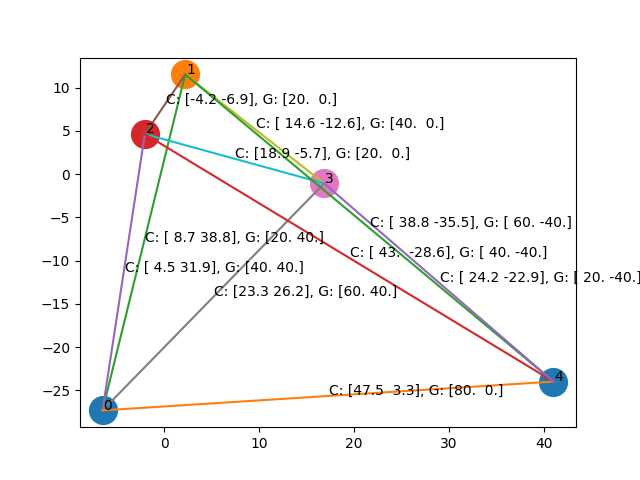 1
10
C: [-4.2 -6.9], G: [20. 0.]
5
2
C: [ 14.6 -12.6], G: [40. 0.]
C: [18.9 -5.7], G: [20. 0.]
0
3
−5
C: [ 38.8 -35.5], G: [ 60. -40.]
C: [ 8.7 38.8], G: [20. 40.]
C: [ 43. -28.6], G: [ 40. -40.]
−10
C: [ 4.5 31.9], G: [40. 40.]
C: [ 24.2 -22.9], G: [ 20. -40.]
C: [23.3 26.2], G: [60. 40.]
−15
−20
4
−25
C: [47.5 3.3], G: [80. 0.]
0
0 10 20 30 40